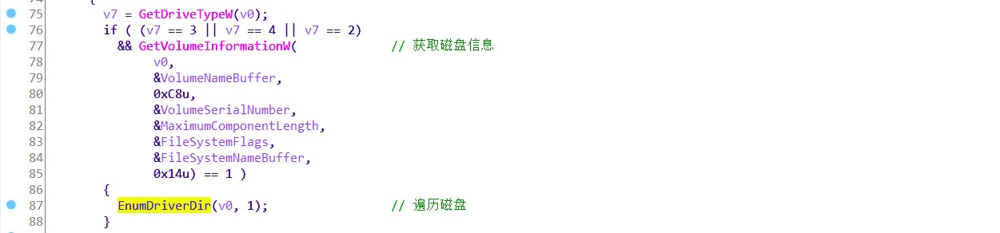 75 v7 = GetDriveTypeW(v0);
76 if ( (v7 == 3 || v7 == 4 || v7 == 2)
77 && GetVolumeInformationW( // 获取磁盘信息
78 v0,
79 &VolumeNameBuffer,
80 0xC8u,
81 &VolumeSerialNumber,
82 &MaximumComponentLength,
83 &FileSystemFlags,
84 &FileSystemNameBuffer,
85 0x14u) == 1 )
86 {
87 EnumDriverDir(v0, 1); // 遍历磁盘
88 }